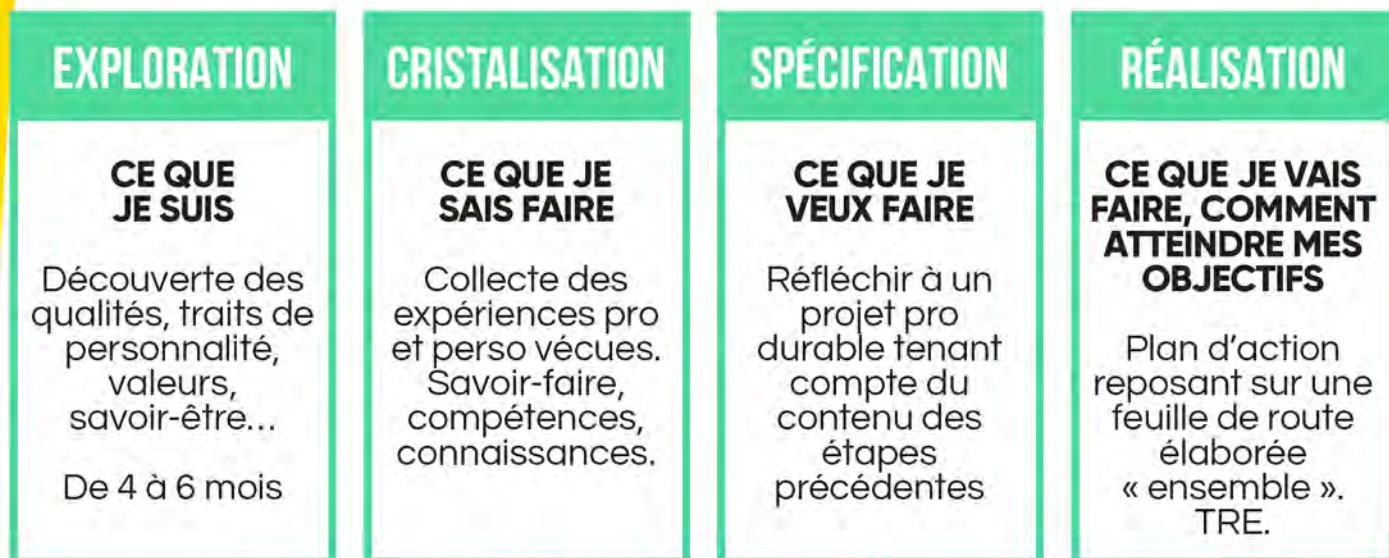 EXPLORATION
CE QUE
JE SUIS
Découverte des
qualités, traits de
personnalité,
valeurs,
savoir-être...
De 4 à 6 mois
CRISTALISATION
CE QUE JE
SAIS FAIRE
Collecte des
expériences pro
et perso vécues.
Savoir-faire,
compétences,
connaissances.
SPÉCIFICATION
CE QUE JE
VEUX FAIRE
Réfléchir à un
projet pro
durable tenant
compte du
contenu des
étapes
précédentes
RÉALISATION
CE QUE JE VAIS
FAIRE, COMMENT
ATTEINDRE MES
OBJECTIFS
Plan d'action
reposant sur une
feuille de route
élaborée
« ensemble ».
TRE.